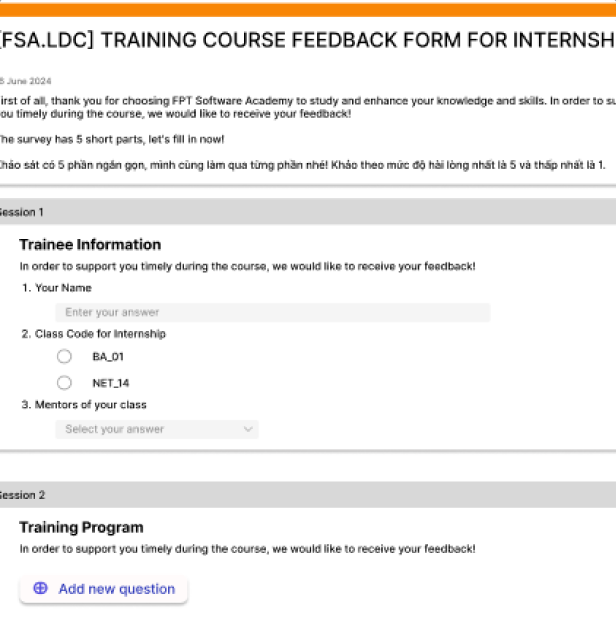 [FSA.LDC] TRAINING COURSE FEEDBACK FORM FOR INTERNSH
June 2024
irst of all, thank you for choosing FPT Software Academy to study and enhance your knowledge and skills. In order to su
ou timely during the course, we would like to receive your feedback!
he survey has 5 short parts, let's fill in now!
hảo sát có 5 phần ngắn gọn, mình cùng làm qua từng phần nhé! Khảo theo mức độ hài lòng nhất là 5 và thấp nhất là 1.
Session 1
Trainee Information
In order to support you timely during the course, we would like to receive your feedback!
1. Your Name
Enter your answer
2. Class Code for Internship
BA_01
NET_14
3. Mentors of your class
Select your answer
Session 2
Training Program
In order to support you timely during the course, we would like to receive your feedback!
Add new question